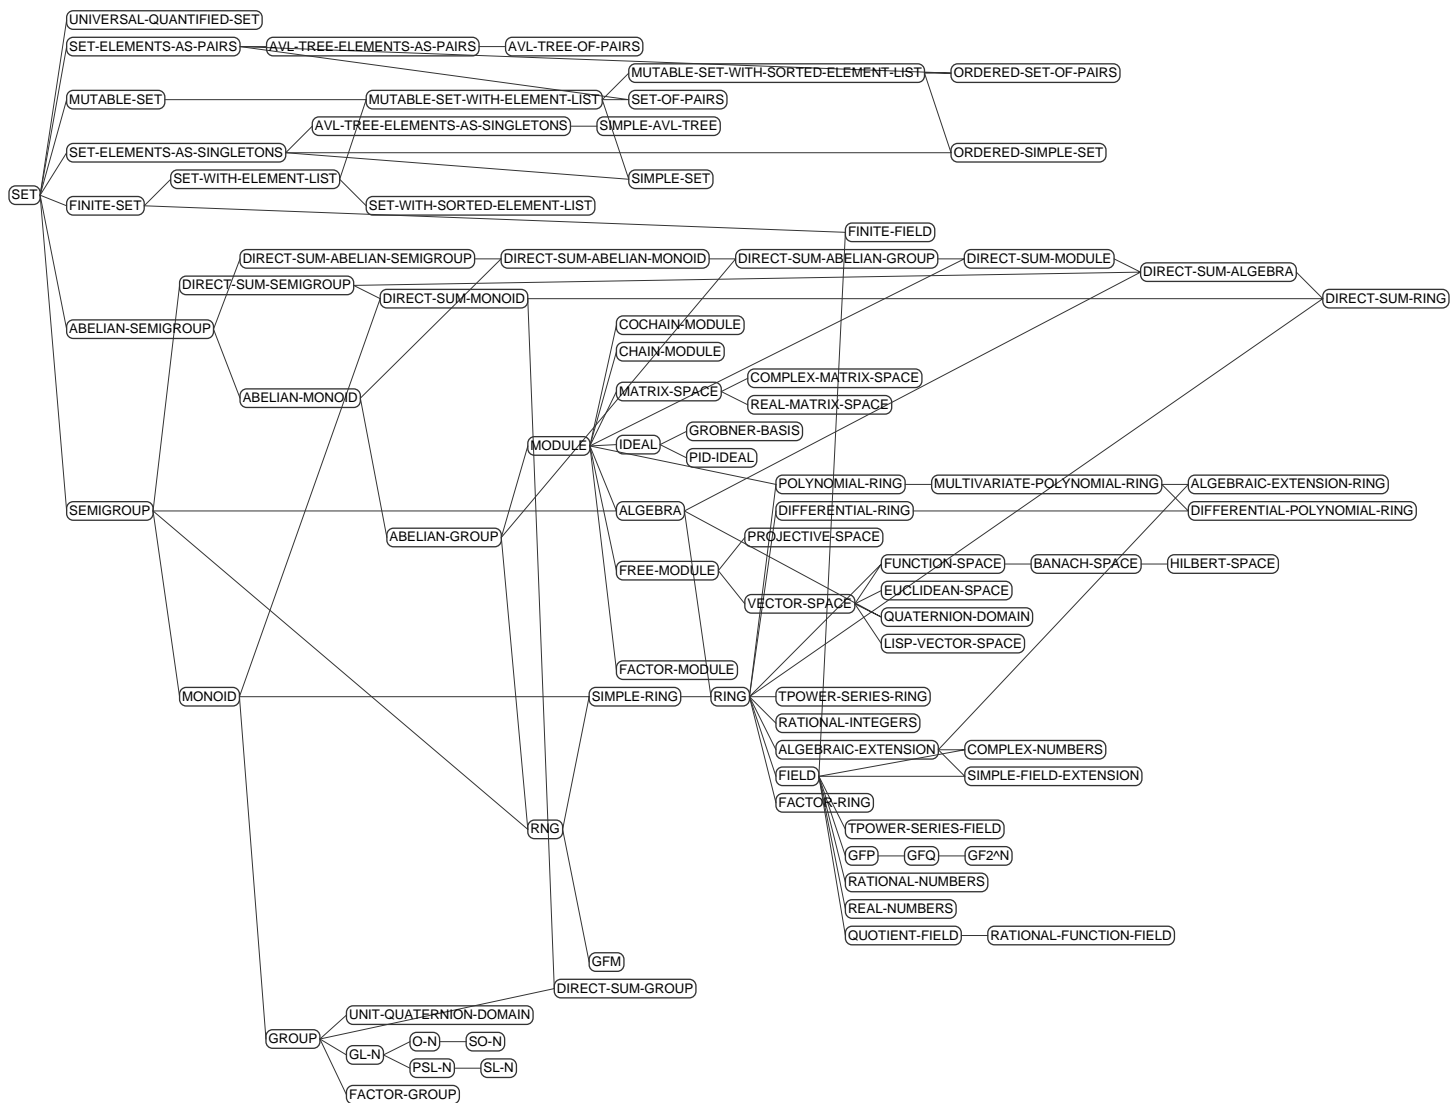 UNIVERSAL-QUANTIFIED-SET
SET-ELEMENTS-AS-PAIRS
AVL-TREE-ELEMENTS-AS-PAIRS
AVL-TREE-OF-PAIRS
MUTABLE-SET-WITH-SORTED-ELEMENT-LIST
ORDERED-SET-OF-PAIRS
MUTABLE-SET
MUTABLE-SET-WITH-ELEMENT-LIST
SET-OF-PAIRS
AVL-TREE-ELEMENTS-AS-SINGLETONS
SIMPLE-AVL-TREE
SET-ELEMENTS-AS-SINGLETONS
ORDERED-SIMPLE-SET
SET-WITH-ELEMENT-LIST
SIMPLE-SET
SET
FINITE-SET
SET-WITH-SORTED-ELEMENT-LIST
FINITE-FIELD
DIRECT-SUM-ABELIAN-SEMIGROUP
DIRECT-SUM-ABELIAN-MONOID
DIRECT-SUM-ABELIAN-GROUP
DIRECT-SUM-MODULE
DIRECT-SUM-ALGEBRA
DIRECT-SUM-SEMIGROUP
DIRECT-SUM-MONOID
DIRECT-SUM-RING
ABELIAN-SEMIGROUP
COCHAIN-MODULE
CHAIN-MODULE
COMPLEX-MATRIX-SPACE
MATRIX-SPACE
ABELIAN-MONOID
REAL-MATRIX-SPACE
GROBNER-BASIS
MODULE
IDEAL
PID-IDEAL
POLYNOMIAL-RING
MULTIVARIATE-POLYNOMIAL-RING
ALGEBRAIC-EXTENSION-RING
SEMIGROUP
ALGEBRA
DIFFERENTIAL-RING
DIFFERENTIAL-POLYNOMIAL-RING
ABELIAN-GROUP
PROJECTIVE-SPACE
FUNCTION-SPACE
BANACH-SPACE
HILBERT-SPACE
FREE-MODULE
EUCLIDEAN-SPACE
VECTOR-SPACE
QUATERNION-DOMAIN
LISP-VECTOR-SPACE
FACTOR-MODULE
MONOID
SIMPLE-RING
RING
TPOWER-SERIES-RING
RATIONAL-INTEGERS
ALGEBRAIC-EXTENSION
COMPLEX-NUMBERS
FIELD
SIMPLE-FIELD-EXTENSION
FACTOR-RING
RNG
TPOWER-SERIES-FIELD
GFP
GFQ
GF2^N
RATIONAL-NUMBERS
REAL-NUMBERS
QUOTIENT-FIELD
RATIONAL-FUNCTION-FIELD
GFM
DIRECT-SUM-GROUP
UNIT-QUATERNION-DOMAIN
GROUP
O-N
SO-N
GL-N
PSL-N
SL-N
FACTOR-GROUP